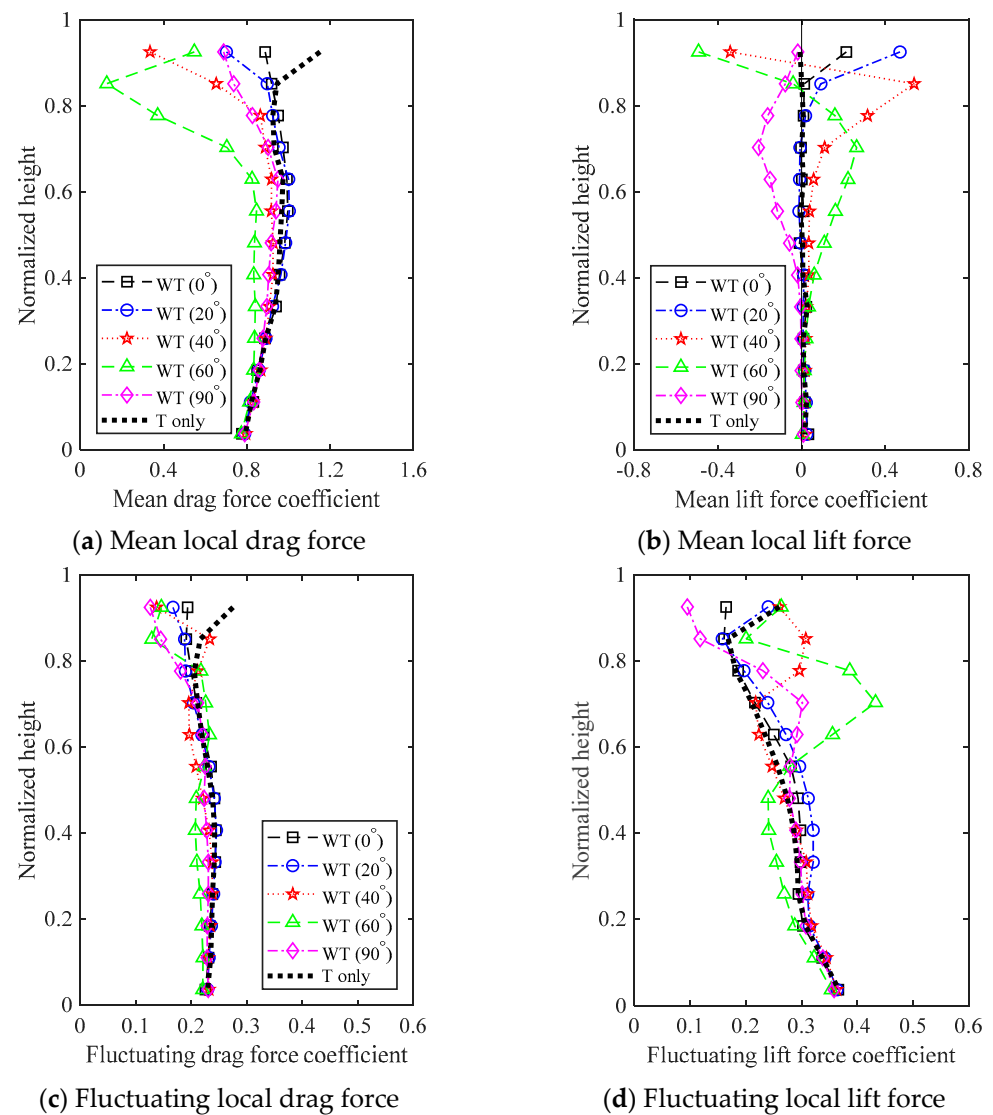 1
0.8
0.6
0.4
0.2
0
Normalized height
WT (0°)
WT (20°)
WT (40°)
WT (60°)
WT (90°)
T only
0 0.4 0.8 1.2 1.6
Mean drag force coefficient
(a) Mean local drag force
1
0.8
0.6
0.4
0.2
0
Normalized height
WT (0°)
WT (20°)
WT (40°)
WT (60°)
WT (90°)
T only
-0.8 -0.4 0 0.4 0.8
Mean lift force coefficient
(b) Mean local lift force
1
0.8
0.6
0.4
0.2
0
Normalized height
WT (0°)
WT (20°)
WT (40°)
WT (60°)
WT (90°)
T only
0 0.1 0.2 0.3 0.4 0.5 0.6
Fluctuating drag force coefficient
(c) Fluctuating local drag force
1
0.8
0.6
0.4
0.2
0
Normalized height
0 0.1 0.2 0.3 0.4 0.5 0.6
Fluctuating lift force coefficient
(d) Fluctuating local lift force